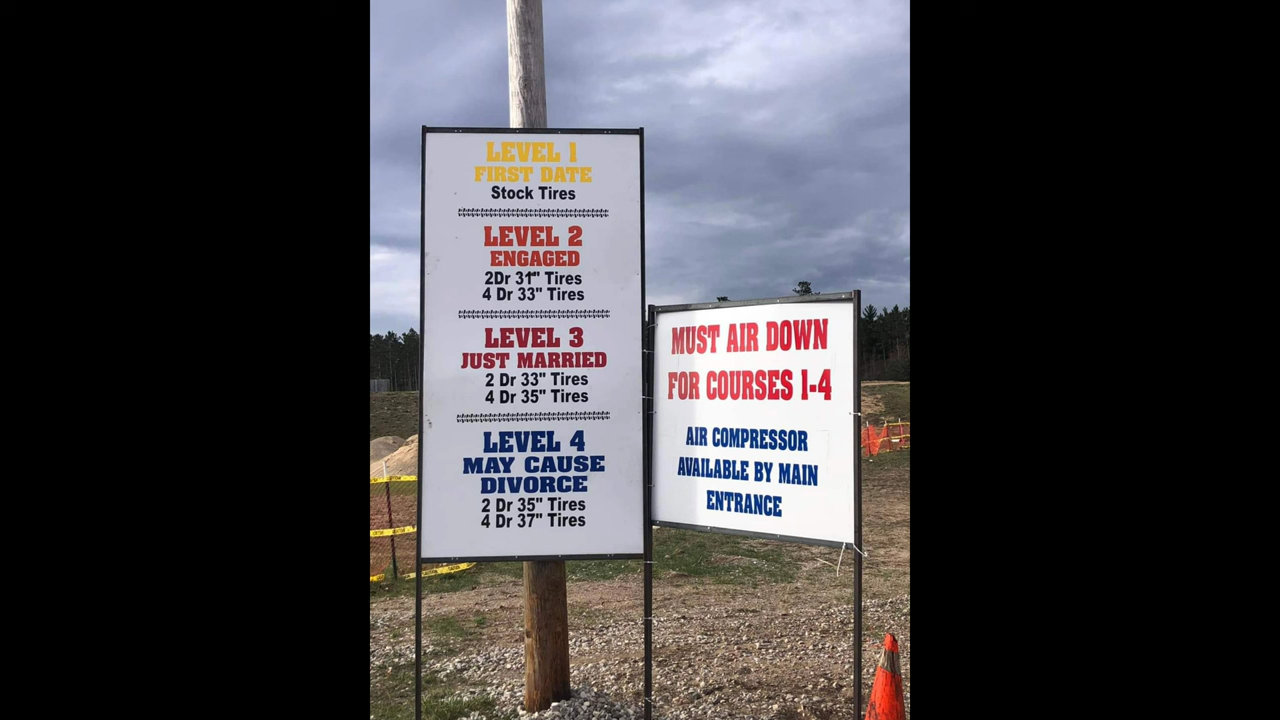 LEVEL 1
FIRST DATE
Stock Tires
LEVEL 2
ENGAGED
2Dr 31" Tires
4 Dr 33" Tires
LEVEL 3
JUST MARRIED
2 Dr 33" Tires
4 Dr 35" Tires
LEVEL 4
MAY CAUSE
DIVORCE
2 Dr 35" Tires
4 Dr 37" Tires
MUST AIR DOWN
FOR COURSES 1-4
AIR COMPRESSOR
AVAILABLE BY MAIN
ENTRANCE